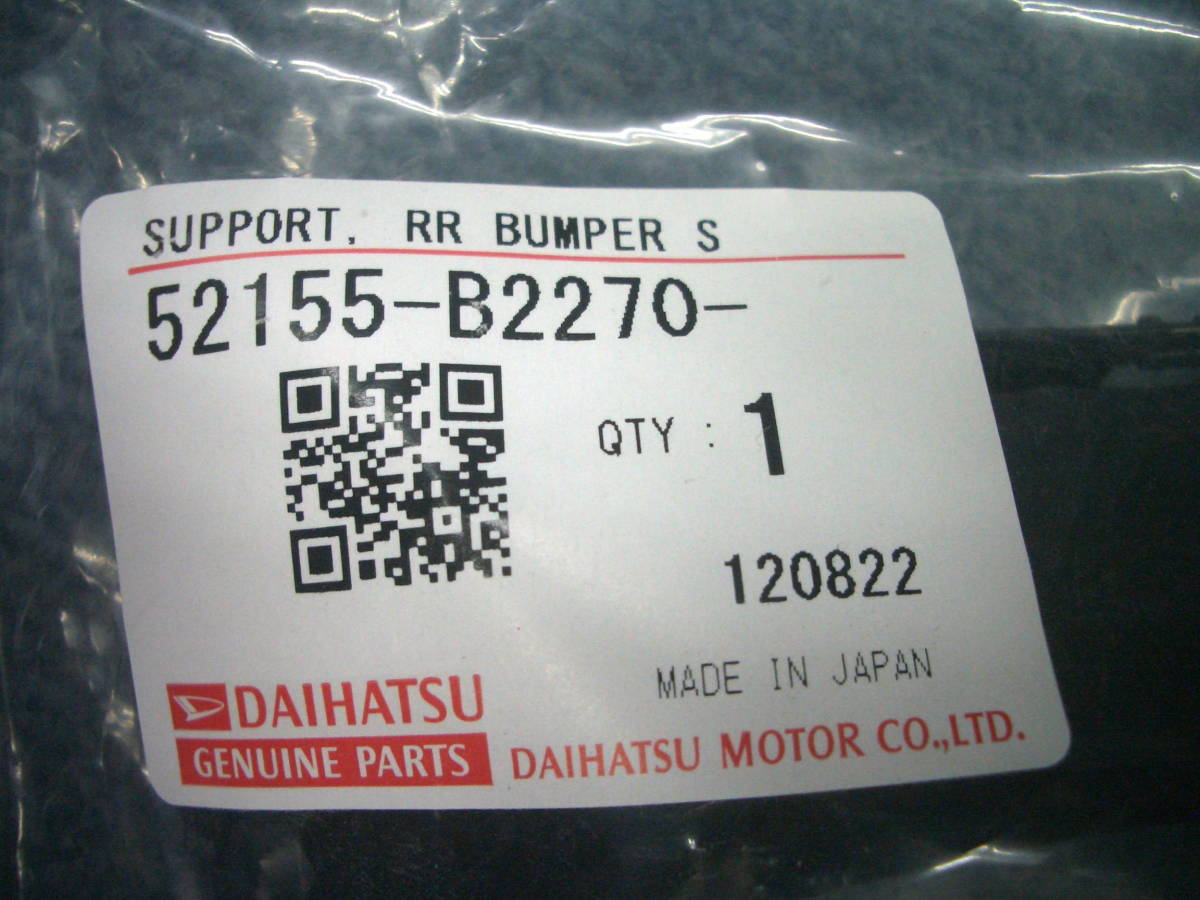 SUPPORT, RR BUMPER S
52155-B2270-
QTY : 1
120822
MADE IN JAPAN
DAIHATSU
GENUINE PARTS
DAIHATSU MOTOR CO.,LTD.